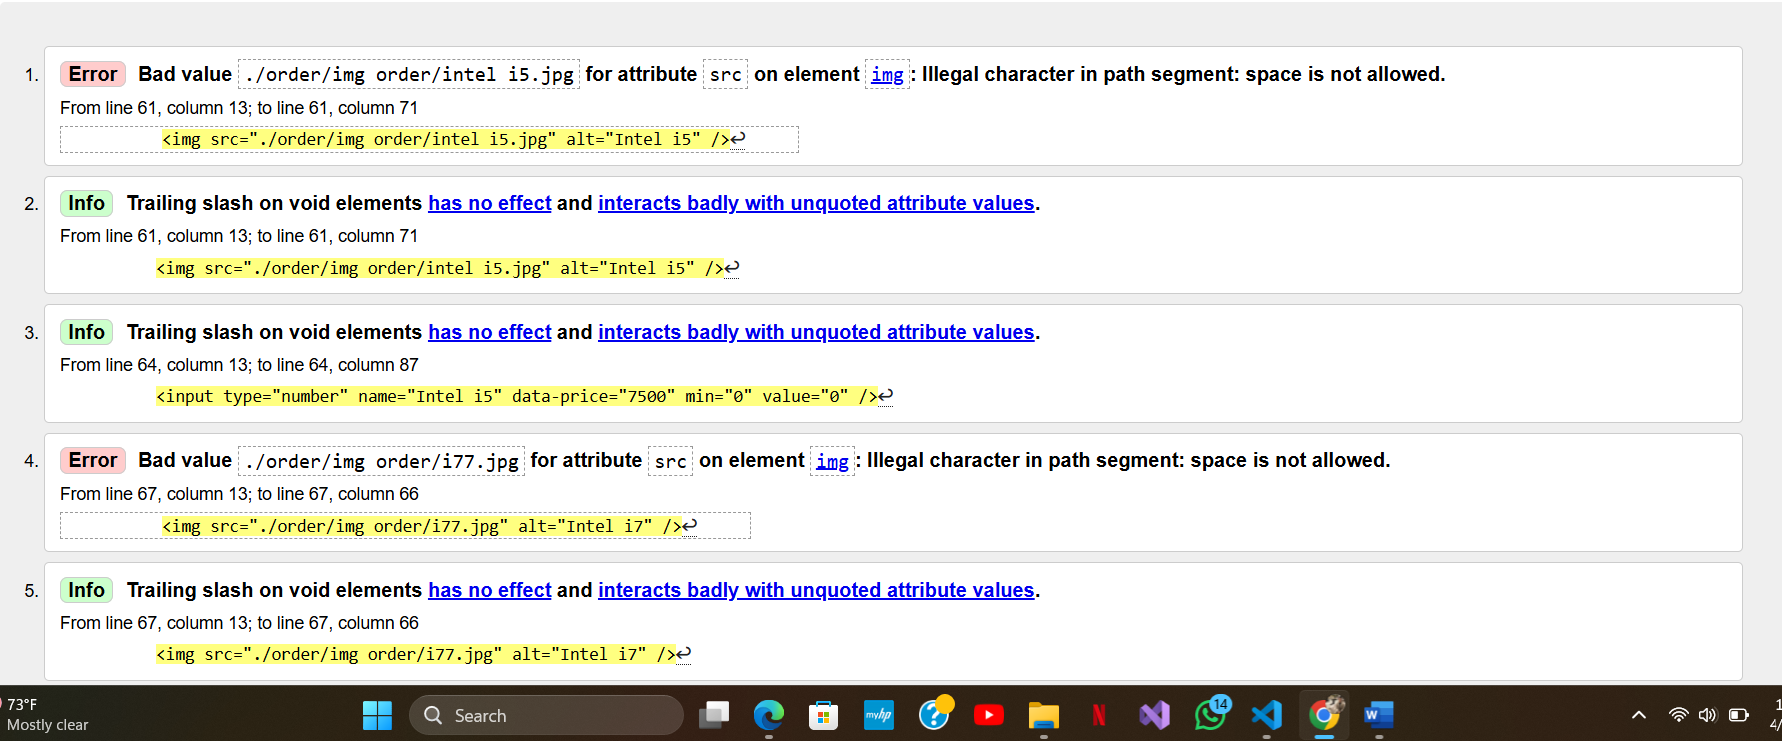 1. Error Bad value ./order/img order/intel i5.jpg for attribute src on element img: Illegal character in path segment: space is not allowed.
From line 61, column 13; to line 61, column 71
<img src="./order/img order/intel i5.jpg" alt="Intel i5" />↩
2. Info Trailing slash on void elements has no effect and interacts badly with unquoted attribute values.
From line 61, column 13; to line 61, column 71
<img src="./order/img order/intel i5.jpg" alt="Intel i5" />↩
3. Info Trailing slash on void elements has no effect and interacts badly with unquoted attribute values.
From line 64, column 13; to line 64, column 87
<input type="number" name="Intel i5" data-price="7500" min="0" value="0" />↩
4. Error Bad value ./order/img order/i77.jpg for attribute src on element img: Illegal character in path segment: space is not allowed.
From line 67, column 13; to line 67, column 66
<img src="./order/img order/i77.jpg" alt="Intel i7" />↩
5. Info Trailing slash on void elements has no effect and interacts badly with unquoted attribute values.
From line 67, column 13; to line 67, column 66
<img src="./order/img order/i77.jpg" alt="Intel i7" />↩
73°F
Mostly clear
Search
myhp
?
N
14
W